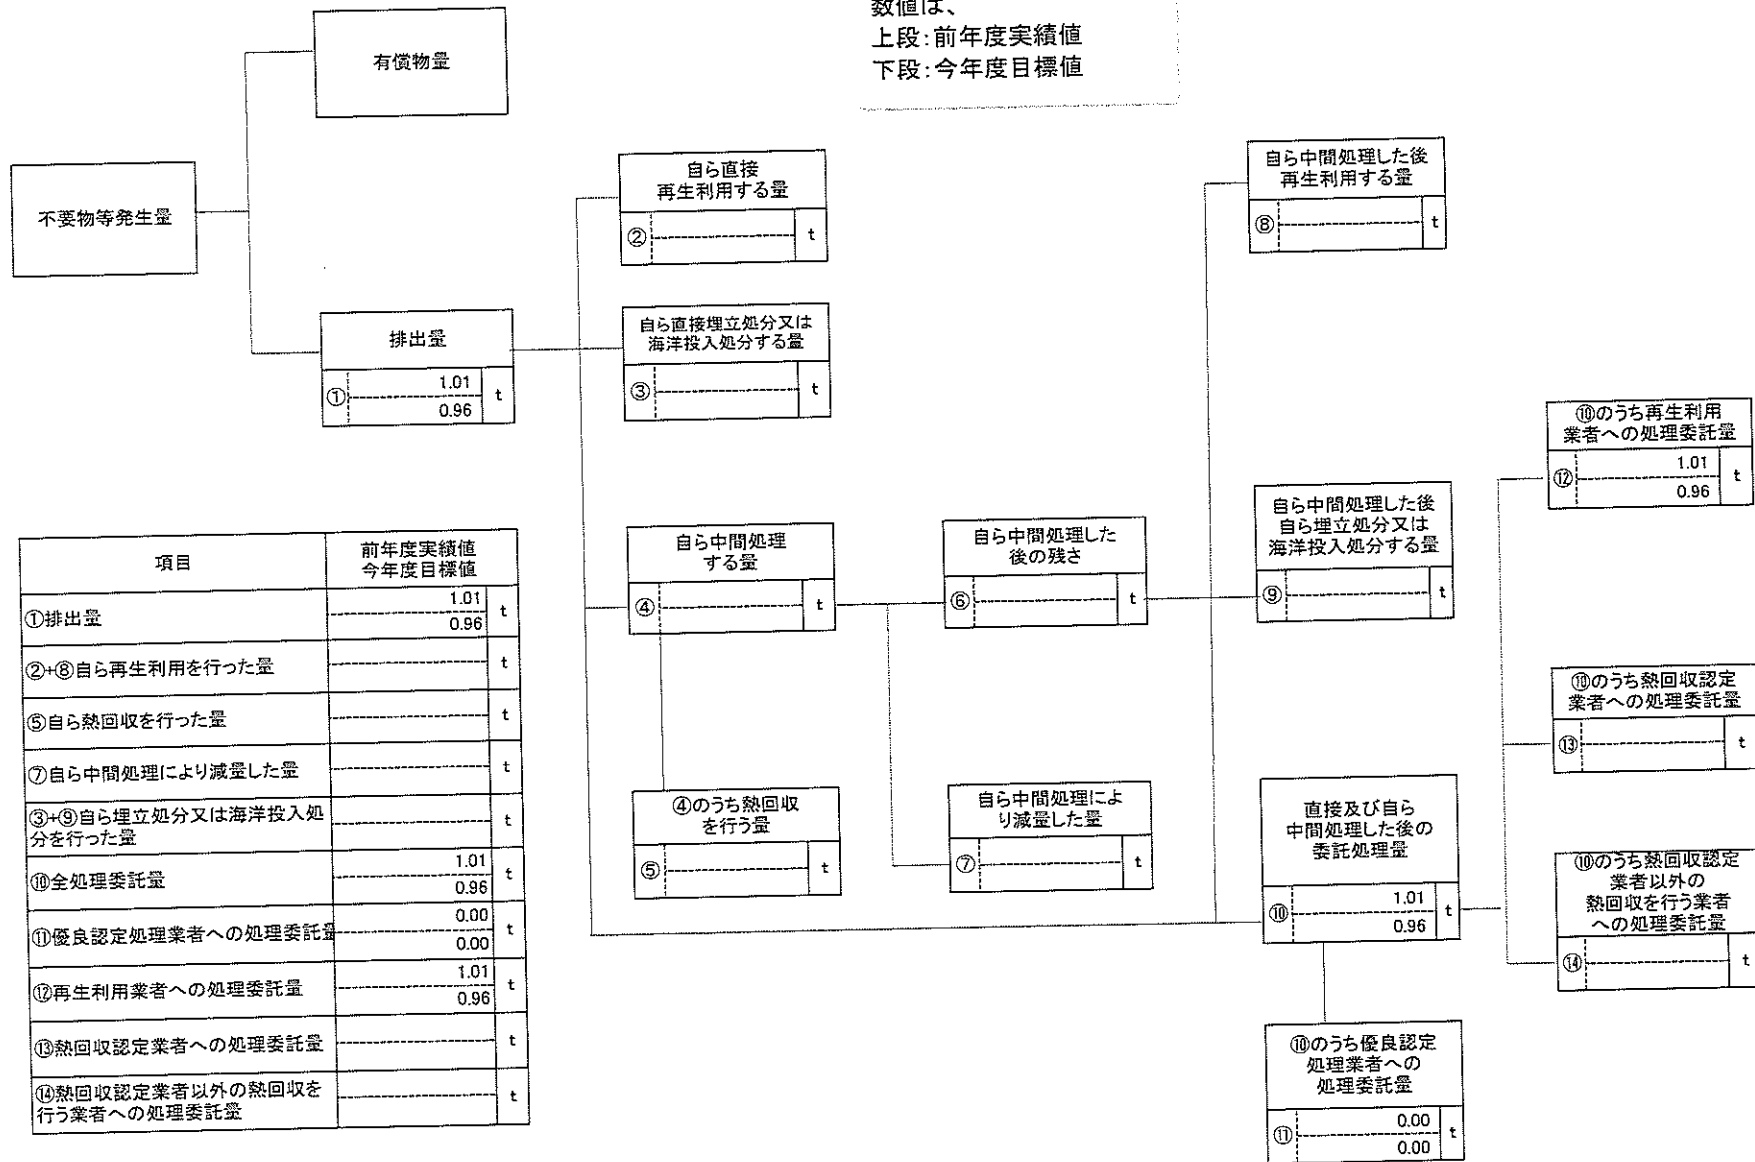 数値は、
上段:前年度実績値
下段:今年度目標値
有償物量
不要物等発生量
排出量
①
1.01
0.96
t
自ら直接
再生利用する量
②
t
自ら直接埋立処分又は
海洋投入処分する量
③
t
自ら中間処理
する量
④
t
④のうち熱回収
を行う量
⑤
t
自ら中間処理した
後の残さ
⑥
t
自ら中間処理によ
り減量した量
⑦
t
自ら中間処理した後
再生利用する量
⑧
t
自ら中間処理した後
自ら埋立処分又は
海洋投入処分する量
⑨
t
直接及び自ら
中間処理した後の
委託処理量
⑩
1.01
0.96
t
⑩のうち優良認定
処理業者への
処理委託量
⑪
0.00
0.00
t
⑩のうち再生利用
業者への処理委託量
⑫
1.01
0.96
t
⑩のうち熱回収認定
業者への処理委託量
⑬
t
⑩のうち熱回収認定
業者以外の
熱回収を行う業者
への処理委託量
⑭
t
項目
前年度実績値
今年度目標値
①排出量
1.01
0.96
t
②+⑧自ら再生利用を行った量
t
⑤自ら熱回収を行った量
t
⑦自ら中間処理により減量した量
t
③+⑨自ら埋立処分又は海洋投入処
分を行った量
t
⑩全処理委託量
1.01
0.96
t
⑪優良認定処理業者への処理委託量
0.00
0.00
t
⑫再生利用業者への処理委託量
1.01
0.96
t
⑬熱回収認定業者への処理委託量
t
⑭熱回収認定業者以外の熱回収を
行う業者への処理委託量
t